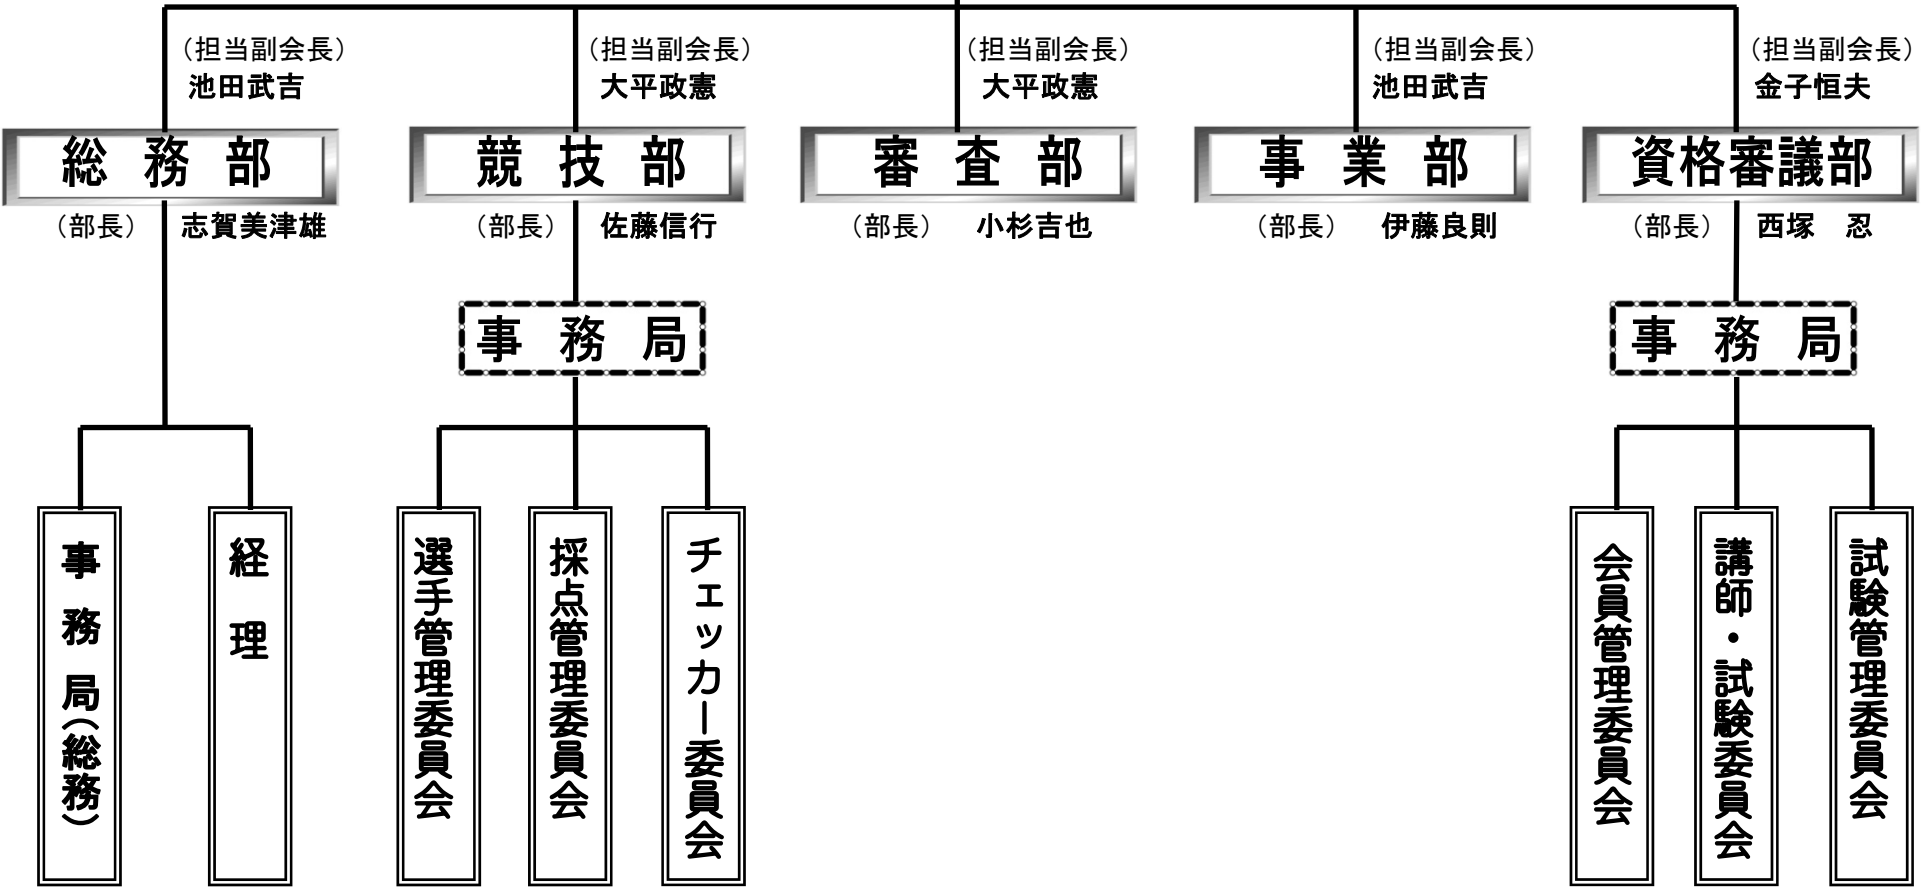 （担当副会長）
池田武吉
（担当副会長）
大平政憲
（担当副会長）
大平政憲
（担当副会長）
池田武吉
（担当副会長）
金子恒夫
総 務 部
競 技 部
審 査 部
事 業 部
資格審議部
（部長） 志賀美津雄
（部長） 佐藤信行
（部長） 小杉吉也
（部長） 伊藤良則
（部長） 西塚　忍
事 務 局
事 務 局
事 務 局（総務）
経 理
選手管理委員会
採点管理委員会
チェッカー委員会
会員管理委員会
講師・試験委員会
試験管理委員会